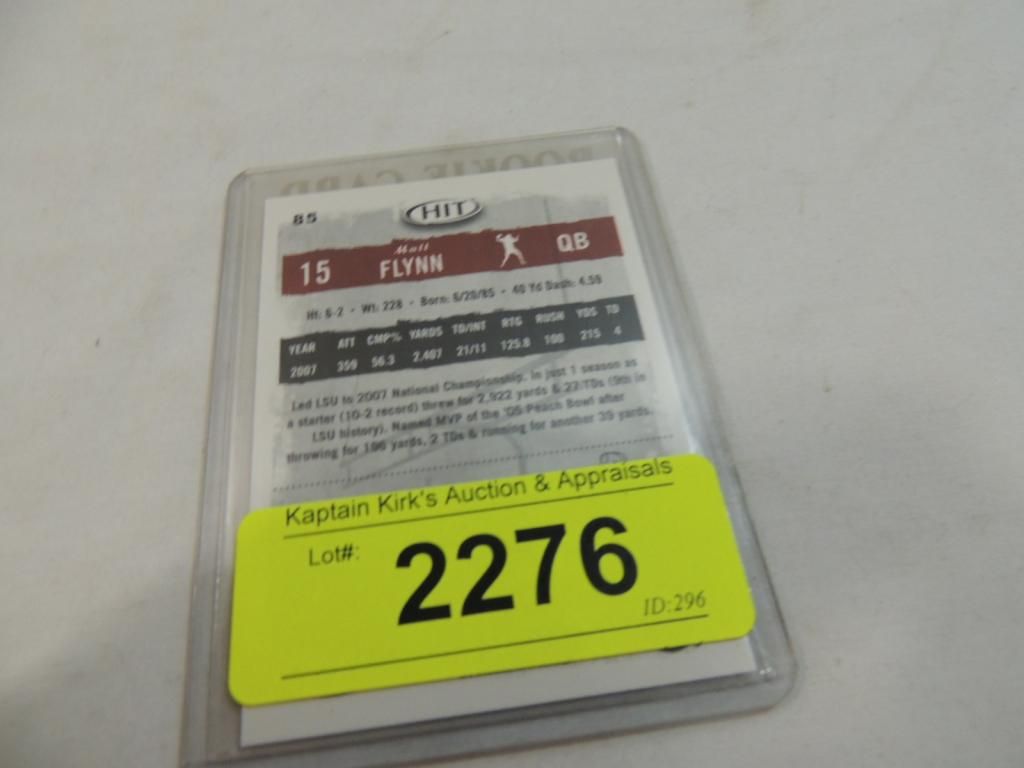 ROOKIE CARD
85
HIT
15 Matt FLYNN QB
Ht: 6-2 - Wt: 228 - Born: 6/20/85 - 40 Yd Dash: 4.59
YEAR ATT CMP% YARDS TD/INT RTG RUSH YDS TD
2007 359 56.3 2,407 21/11 125.8 100 215 4
Led LSU to 2007 National Championship. In just 1 season as
a starter (10-2 record) threw for 2,922 yards & 22 TDs (9th in
LSU history). Named MVP of the '05 Peach Bowl after
throwing for 196 yards, 2 TDs & running for another 39 yards.
Kaptain Kirk's Auction & Appraisals
Lot#: 2276
ID:296